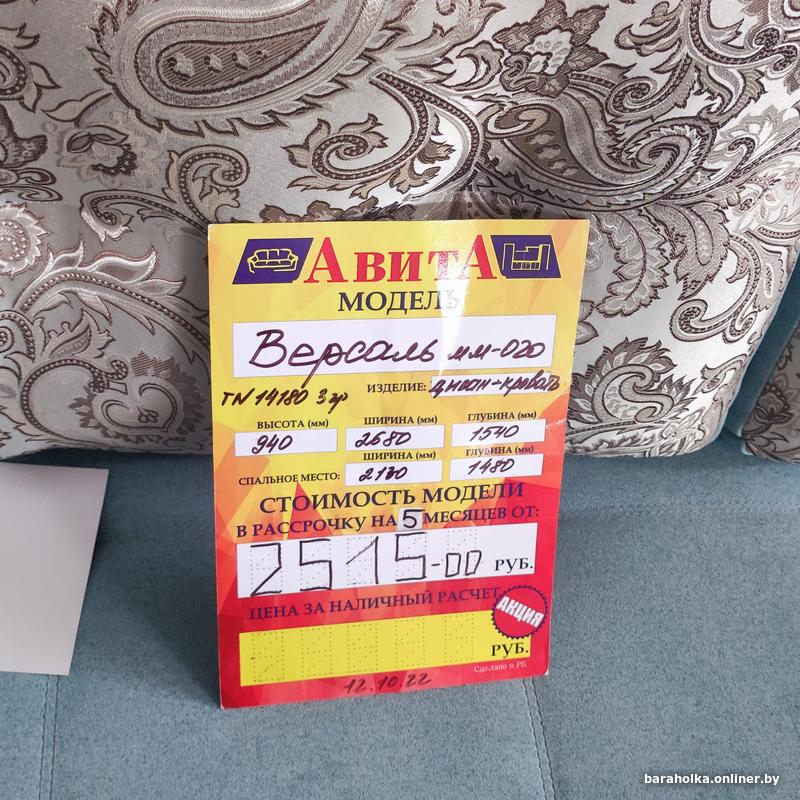 АвитА
МОДЕЛЬ
Версаль мм-020
ИЗДЕЛИЕ: диван-кровать
TN 14180 3 гр
ВЫСОТА (мм) ШИРИНА (мм) ГЛУБИНА (мм)
940 2680 1540
ШИРИНА (мм) ГЛУБИНА (мм)
СПАЛЬНОЕ МЕСТО: 2130 1480
СТОИМОСТЬ МОДЕЛИ
В РАССРОЧКУ НА 5 МЕСЯЦЕВ ОТ:
2515-00 РУБ.
ЦЕНА ЗА НАЛИЧНЫЙ РАСЧЕТ
АКЦИЯ
РУБ.
Сделано в РБ
12.10.22
baraholka.onliner.by